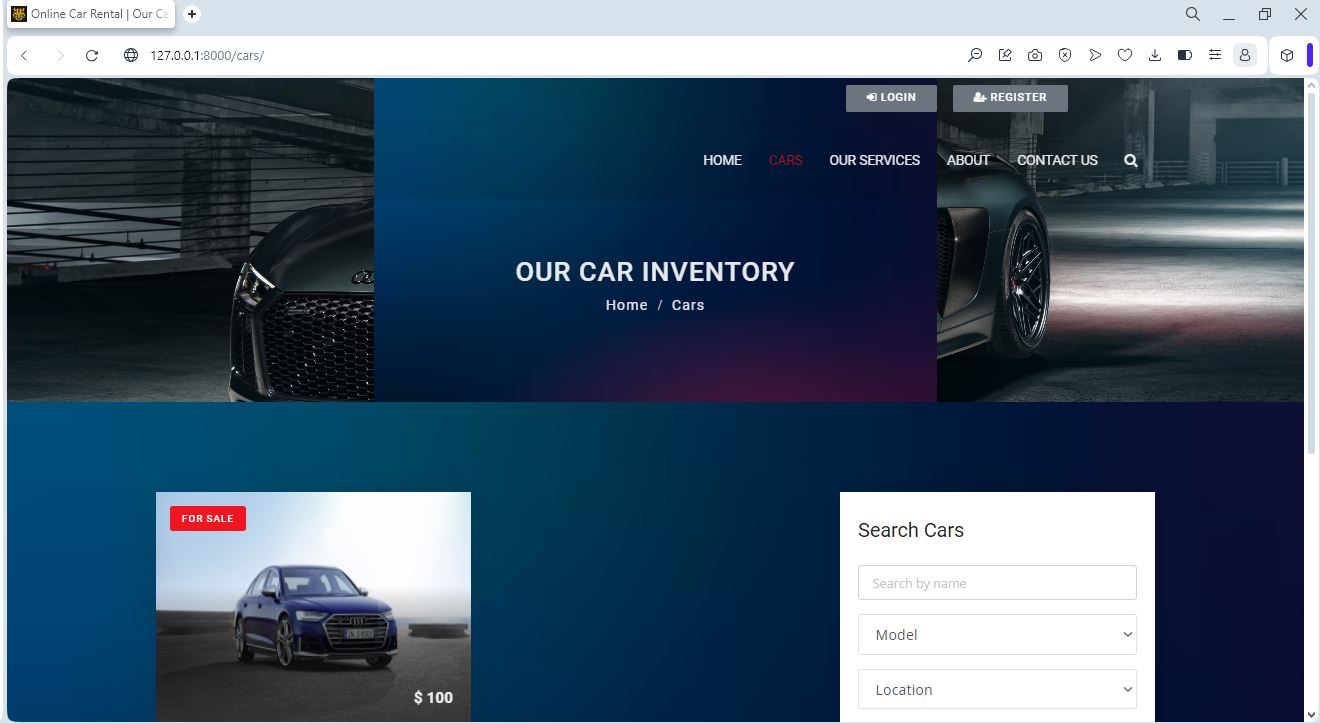 Online Car Rental | Our Ca
127.0.0.1:8000/cars/
LOGIN
REGISTER
HOME
CARS
OUR SERVICES
ABOUT
CONTACT US
OUR CAR INVENTORY
Home / Cars
FOR SALE
$ 100
Search Cars
Search by name
Model
Location